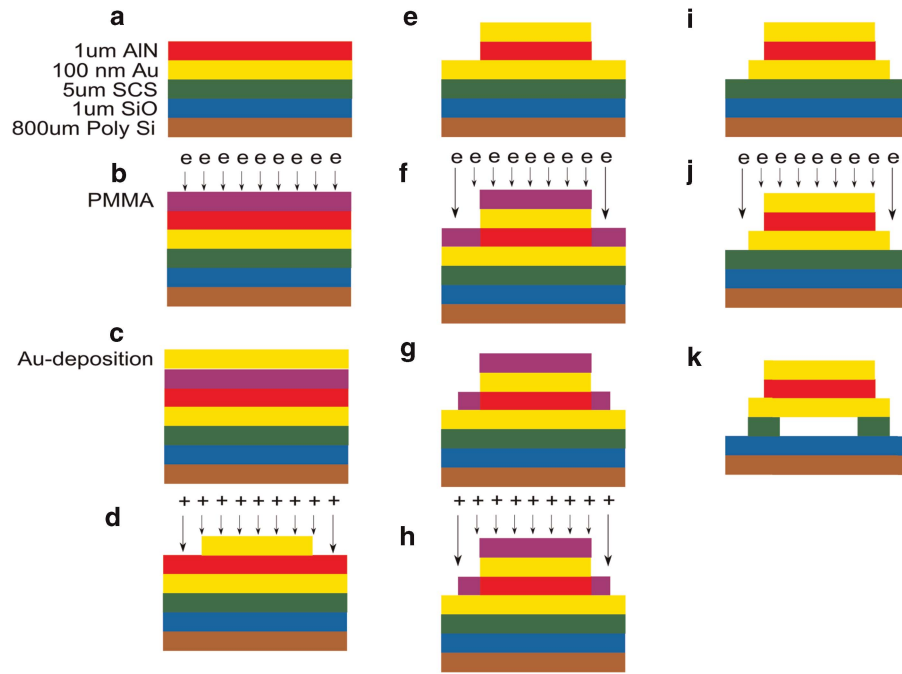 a
1um AlN
100 nm Au
5um SCS
1um SiO
800um Poly Si
b
e e e e e e e e e
PMMA
c
Au-deposition
d
+ + + + + + + + +
e
f
e e e e e e e e e
g
h
+ + + + + + + + +
i
j
e e e e e e e e e
k